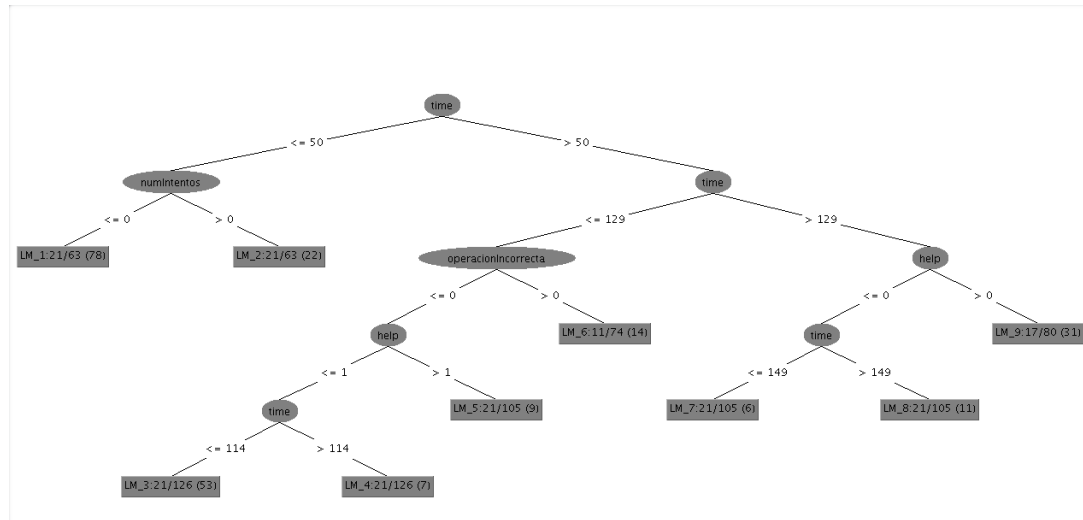 time
<= 50
> 50
numIntentos
time
<= 0
> 0
<= 129
> 129
LM_1:21/63 (78)
LM_2:21/63 (22)
operacionIncorrecta
help
<= 0
> 0
<= 0
> 0
help
LM_6:11/74 (14)
time
LM_9:17/80 (31)
<= 1
> 1
<= 149
> 149
time
LM_5:21/105 (9)
LM_7:21/105 (6)
LM_8:21/105 (11)
<= 114
> 114
LM_3:21/126 (53)
LM_4:21/126 (7)